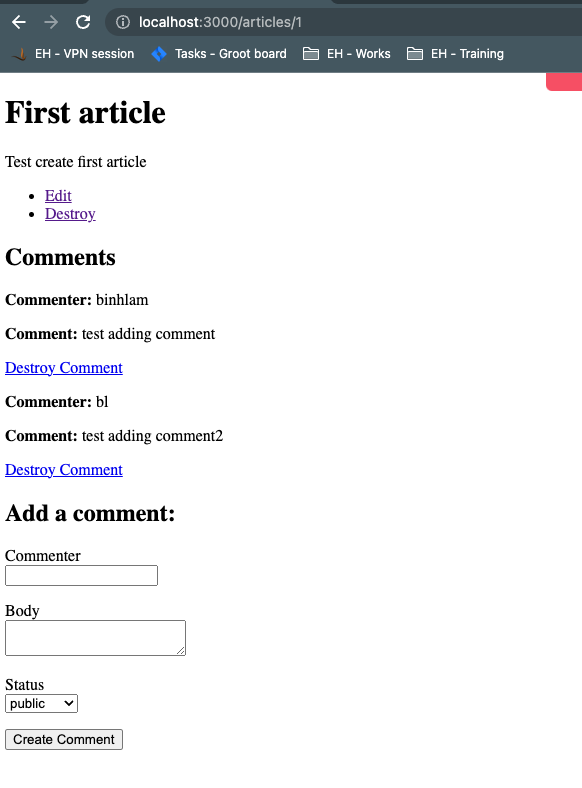 localhost:3000/articles/1
EH - VPN session Tasks - Groot board EH - Works EH - Training
First article
Test create first article
Edit
Destroy
Comments
Commenter: binhlam
Comment: test adding comment
Destroy Comment
Commenter: bl
Comment: test adding comment2
Destroy Comment
Add a comment:
Commenter
Body
Status
public
Create Comment